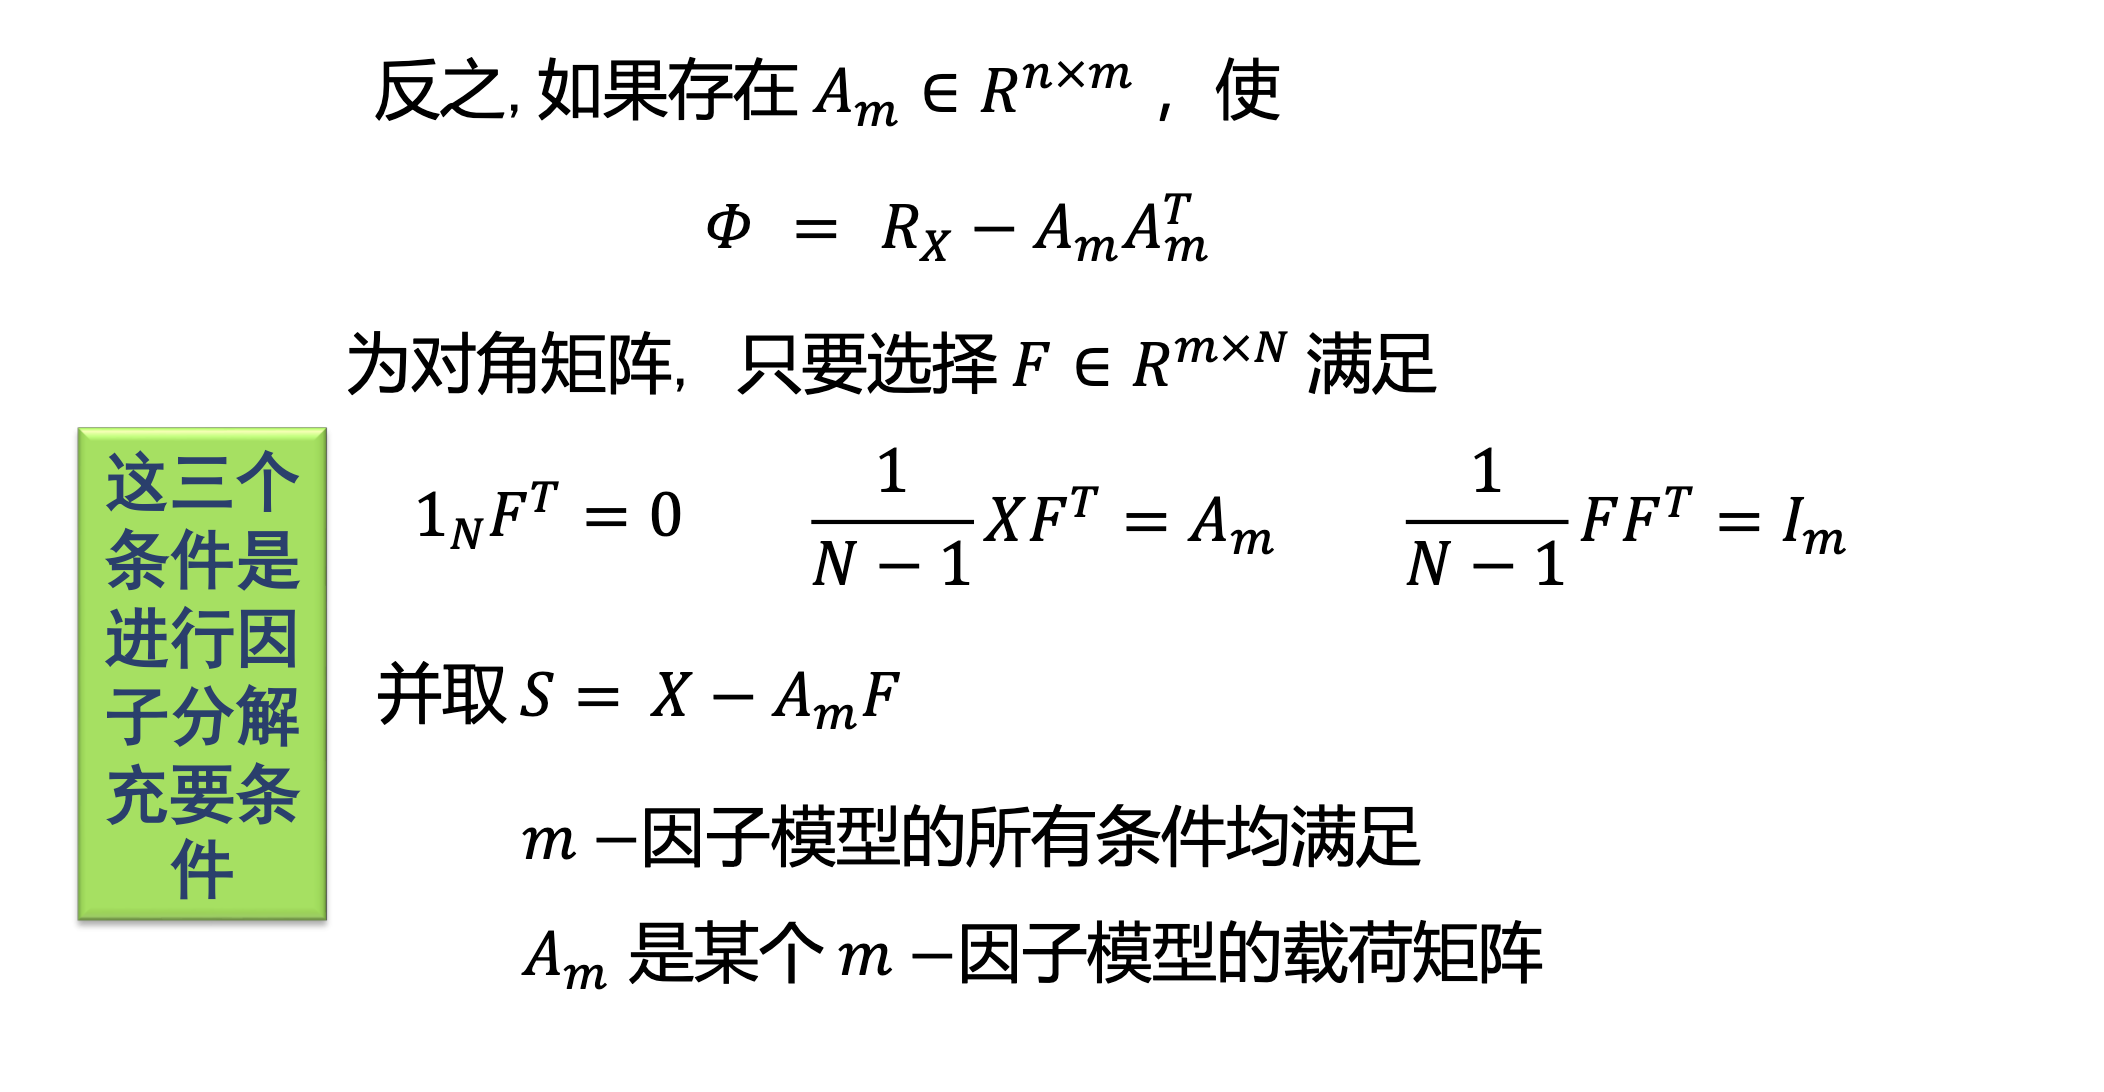 反之, 如果存在 $A_m \in R^{n \times m}$ ，使
$\Phi = R_X - A_m A_m^T$
为对角矩阵, 只要选择 $F \in R^{m \times N}$ 满足
$1_N F^T = 0$ $\frac{1}{N-1} X F^T = A_m$ $\frac{1}{N-1} F F^T = I_m$
并取 $S = X - A_m F$
$m$ −因子模型的所有条件均满足
$A_m$ 是某个 $m$ −因子模型的载荷矩阵
这三个
条件是
进行因
子分解
充要条
件